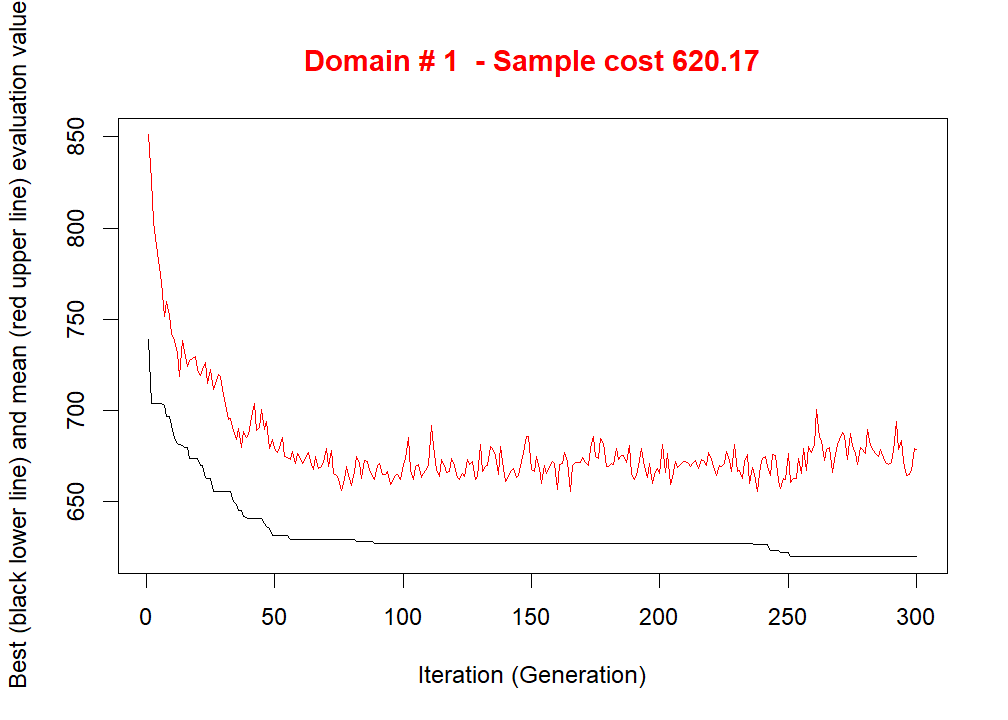 Domain # 1  - Sample cost 620.17
Best (black lower line) and mean (red upper line) evaluation value
850
800
750
700
650
0 50 100 150 200 250 300
Iteration (Generation)